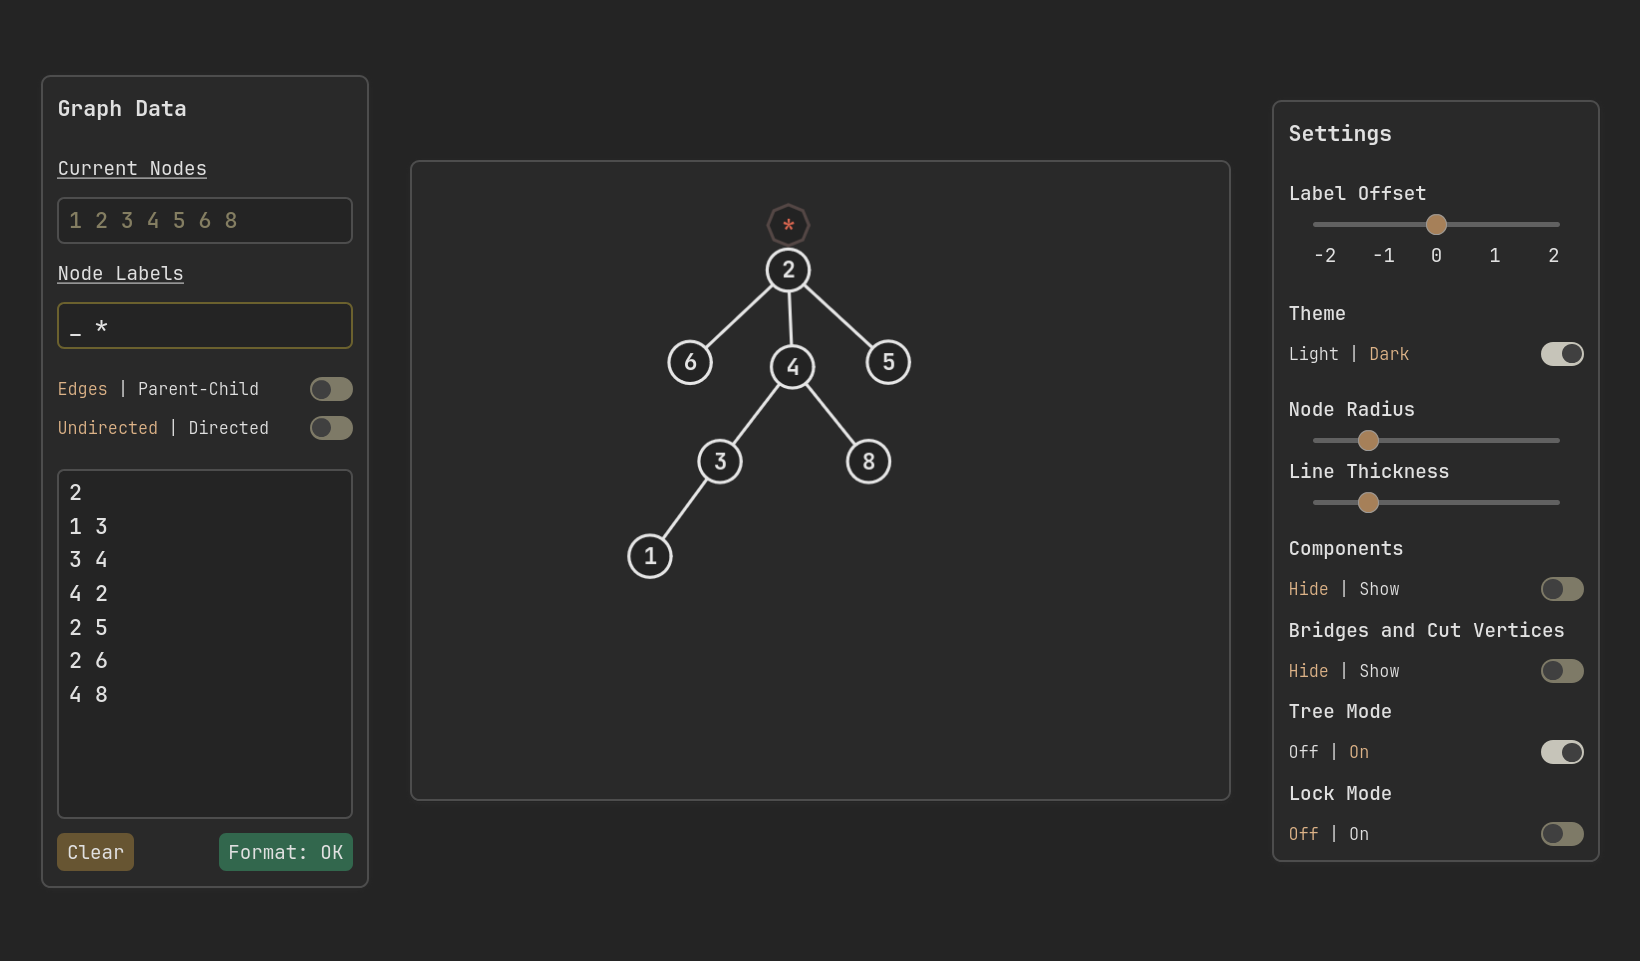 Graph Data
Current Nodes
1 2 3 4 5 6 8
Node Labels
_ *
Edges | Parent-Child
Undirected | Directed
2
1 3
3 4
4 2
2 5
2 6
4 8
Clear
Format: OK
*
2
6
4
5
3
8
1
Settings
Label Offset
-2 -1 0 1 2
Theme
Light | Dark
Node Radius
Line Thickness
Components
Hide | Show
Bridges and Cut Vertices
Hide | Show
Tree Mode
Off | On
Lock Mode
Off | On